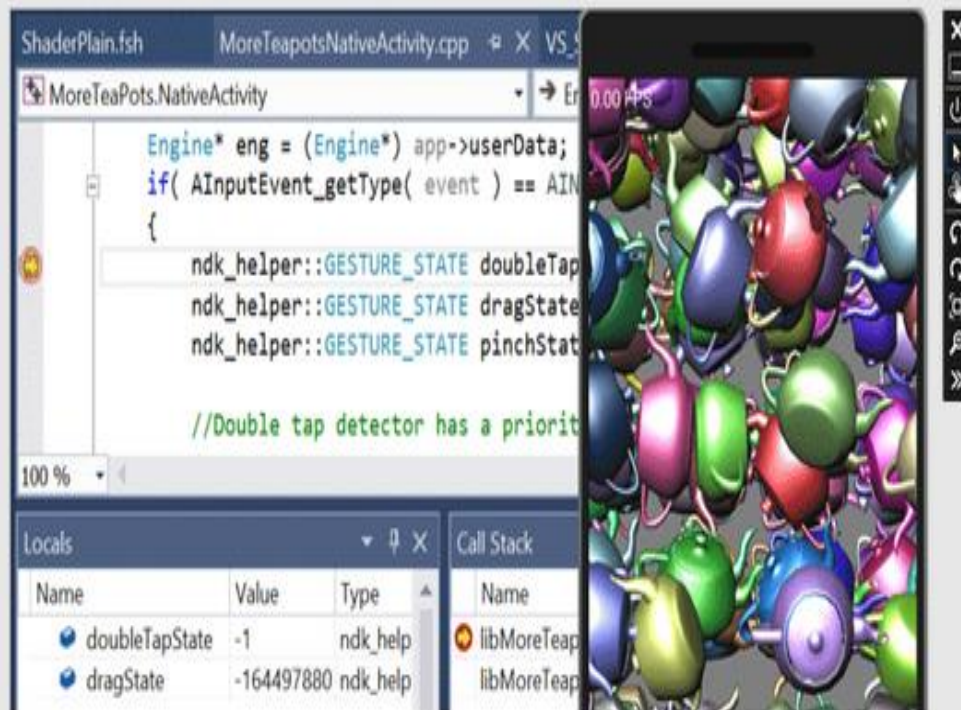 ShaderPlain.fsh MoreTeapotsNativeActivity.cpp VS_
MoreTeaPots.NativeActivity Er
0.00 FPS
Engine* eng = (Engine*) app->userData;
if( AInputEvent_getType( event ) == AIN
{
ndk_helper::GESTURE_STATE doubleTap
ndk_helper::GESTURE_STATE dragState
ndk_helper::GESTURE_STATE pinchStat
//Double tap detector has a priorit
100 %
Locals
Call Stack
Name Value Type
Name
doubleTapState -1 ndk_help
libMoreTeap
dragState -164497880 ndk_help
libMoreTeap